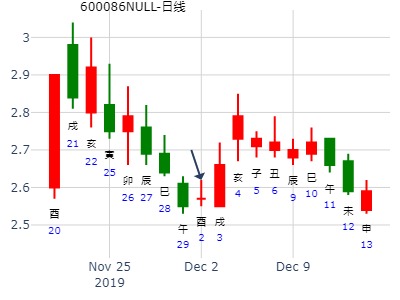 600086NULL-日线
3
2.9
2.8
2.7
2.6
2.5
酉
20
戌
21
亥
22
寅
25
卯
26
辰
27
巳
28
午
29
酉
2
戌
3
亥
4
子
5
丑
6
辰
9
巳
10
午
11
未
12
申
13
Nov 25
2019
Dec 2
Dec 9